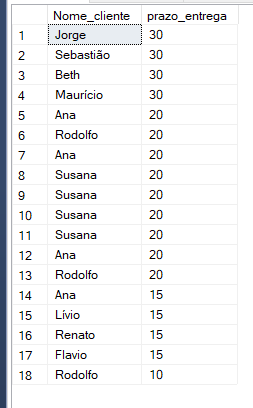 Nome_cliente prazo_entrega
1 Jorge 30
2 Sebastião 30
3 Beth 30
4 Maurício 30
5 Ana 20
6 Rodolfo 20
7 Ana 20
8 Susana 20
9 Susana 20
10 Susana 20
11 Susana 20
12 Ana 20
13 Rodolfo 20
14 Ana 15
15 Lívio 15
16 Renato 15
17 Flavio 15
18 Rodolfo 10